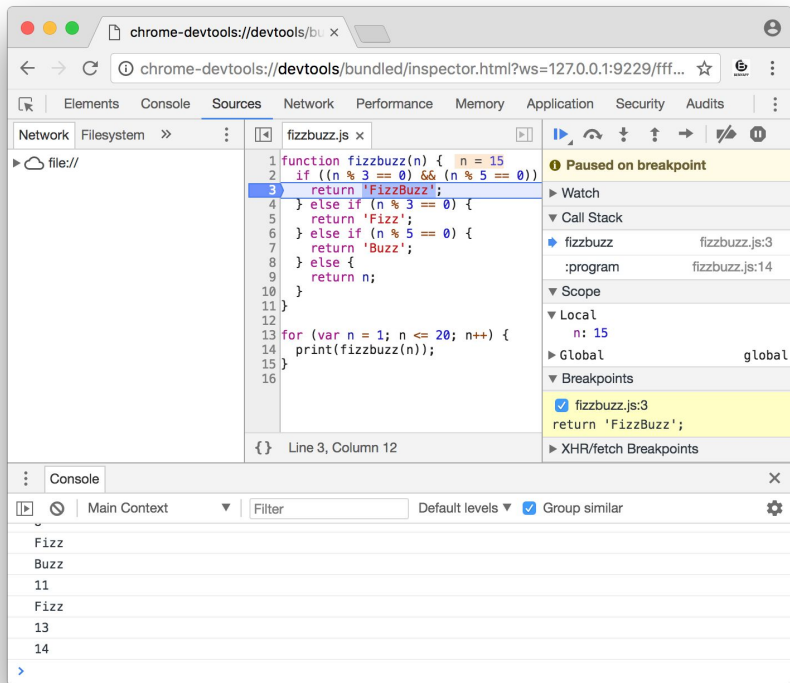 chrome-devtools://devtools/bu
chrome-devtools://devtools/bundled/inspector.html?ws=127.0.0.1:9229/fff...
Elements Console Sources Network Performance Memory Application Security Audits
Network Filesystem »
fizzbuzz.js ×
file://
1 function fizzbuzz(n) { n = 15
2 if ((n % 3 == 0) && (n % 5 == 0))
3 return 'FizzBuzz';
4 } else if (n % 3 == 0) {
5 return 'Fizz';
6 } else if (n % 5 == 0) {
7 return 'Buzz';
8 } else {
9 return n;
10 }
11 }
12
13 for (var n = 1; n <= 20; n++) {
14 print(fizzbuzz(n));
15 }
16
{} Line 3, Column 12
Paused on breakpoint
Watch
Call Stack
fizzbuzz fizzbuzz.js:3
:program fizzbuzz.js:14
Scope
Local
n: 15
Global global
Breakpoints
fizzbuzz.js:3
return 'FizzBuzz';
XHR/fetch Breakpoints
Console
Main Context Filter Default levels Group similar
Fizz
Buzz
11
Fizz
13
14
>